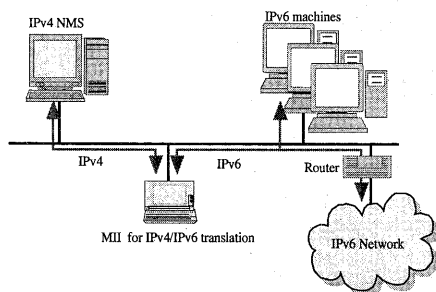 IPv4 NMS
IPv6 machines
IPv4
IPv6
Router
MII for IPv4/IPv6 translation
IPv6 Network